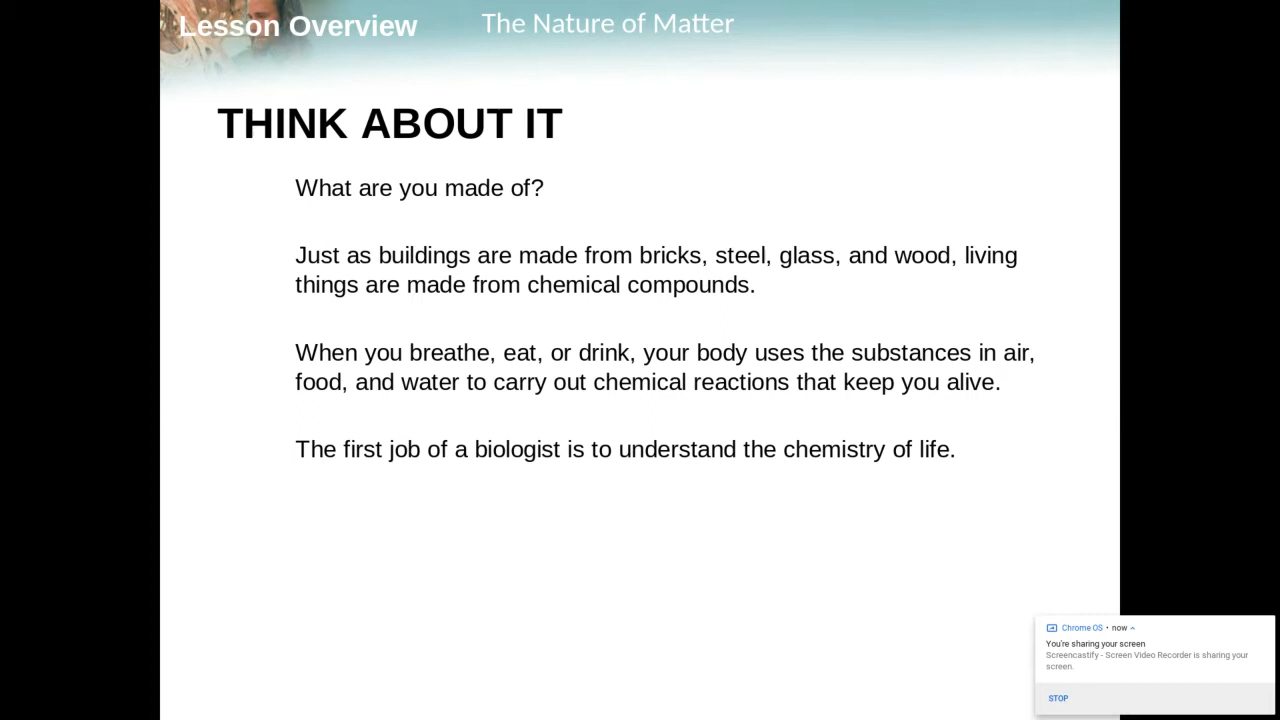 Lesson Overview
The Nature of Matter
THINK ABOUT IT
What are you made of?
Just as buildings are made from bricks, steel, glass, and wood, living
things are made from chemical compounds.
When you breathe, eat, or drink, your body uses the substances in air,
food, and water to carry out chemical reactions that keep you alive.
The first job of a biologist is to understand the chemistry of life.
Chrome OS • now
You're sharing your screen
Screencastify - Screen Video Recorder is sharing your
screen.
STOP